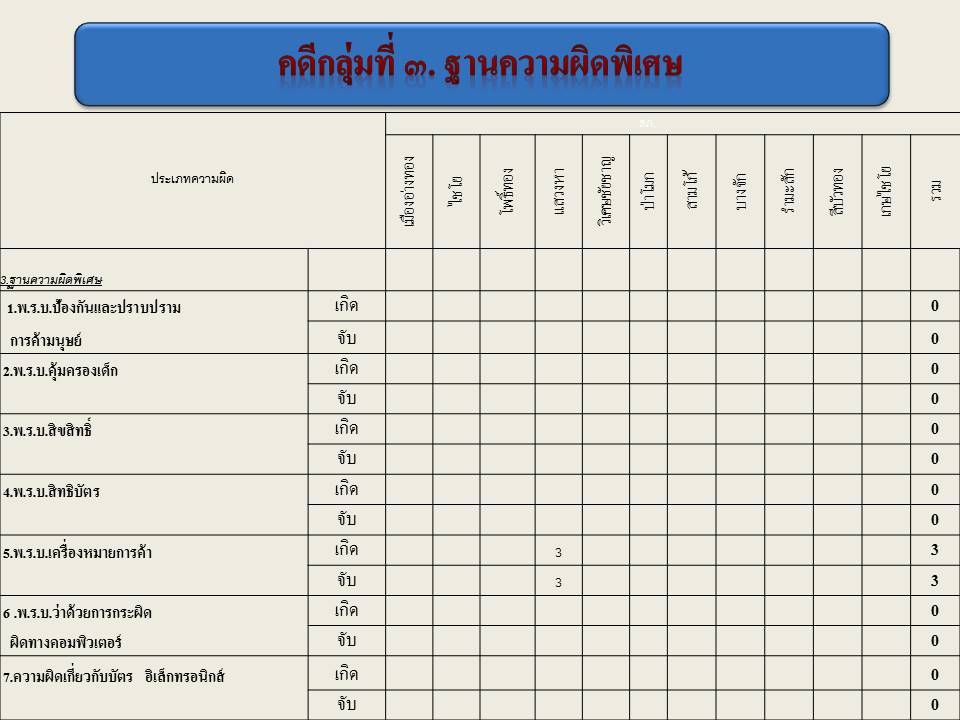 คดีกลุ่มที่ ๓. ฐานความผิดพิเศษ
ประเภทความผิด
สภ.
เมืองอ่างทอง ไชโย โพธิ์ทอง แสวงหา วิเศษชัยชาญ ป่าโมก สามโก้ บางจัก รำมะสัก สีบัวทอง เกษไชโย รวม
3.ฐานความผิดพิเศษ
1.พ.ร.บ.ป้องกันและปราบปราม เกิด 0
การค้ามนุษย์ จับ 0
2.พ.ร.บ.คุ้มครองเด็ก เกิด 0
จับ 0
3.พ.ร.บ.สิขสิทธิ์ เกิด 0
จับ 0
4.พ.ร.บ.สิทธิบัตร เกิด 0
จับ 0
5.พ.ร.บ.เครื่องหมายการค้า เกิด 3 3
จับ 3 3
6 .พ.ร.บ.ว่าด้วยการกระผิด เกิด 0
ผิดทางคอมพิวเตอร์ จับ 0
7.ความผิดเกี่ยวกับบัตร อิเล็กทรอนิกส์ เกิด 0
จับ 0